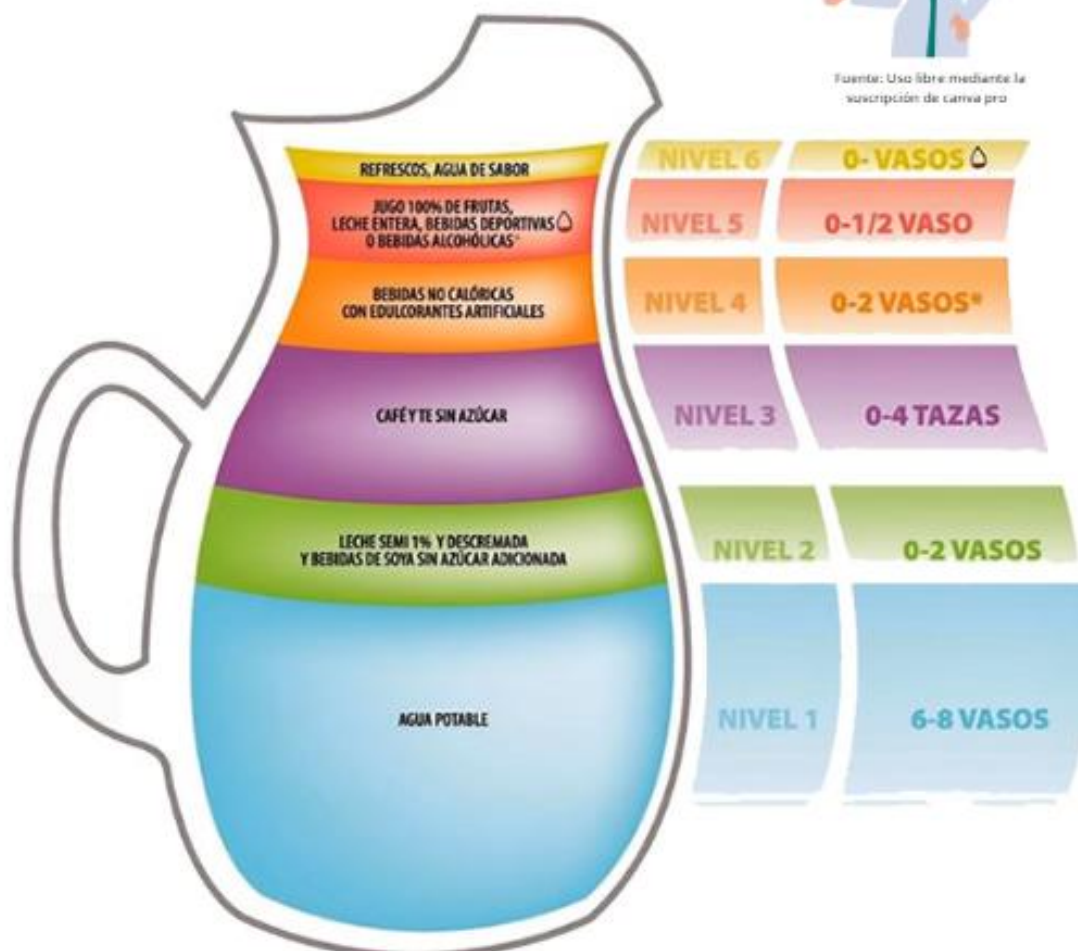 Fuente: Uso libre mediante la
suscripción de canva pro
REFRESCOS, AGUA DE SABOR
NIVEL 6
0- VASOS
JUGO 100% DE FRUTAS,
LECHE ENTERA, BEBIDAS DEPORTIVAS
O BEBIDAS ALCOHÓLICAS*
NIVEL 5
0-1/2 VASO
BEBIDAS NO CALÓRICAS
CON EDULCORANTES ARTIFICIALES
NIVEL 4
0-2 VASOS*
CAFÉ Y TE SIN AZÚCAR
NIVEL 3
0-4 TAZAS
LECHE SEMI 1% Y DESCREMADA
Y BEBIDAS DE SOYA SIN AZÚCAR ADICIONADA
NIVEL 2
0-2 VASOS
AGUA POTABLE
NIVEL 1
6-8 VASOS